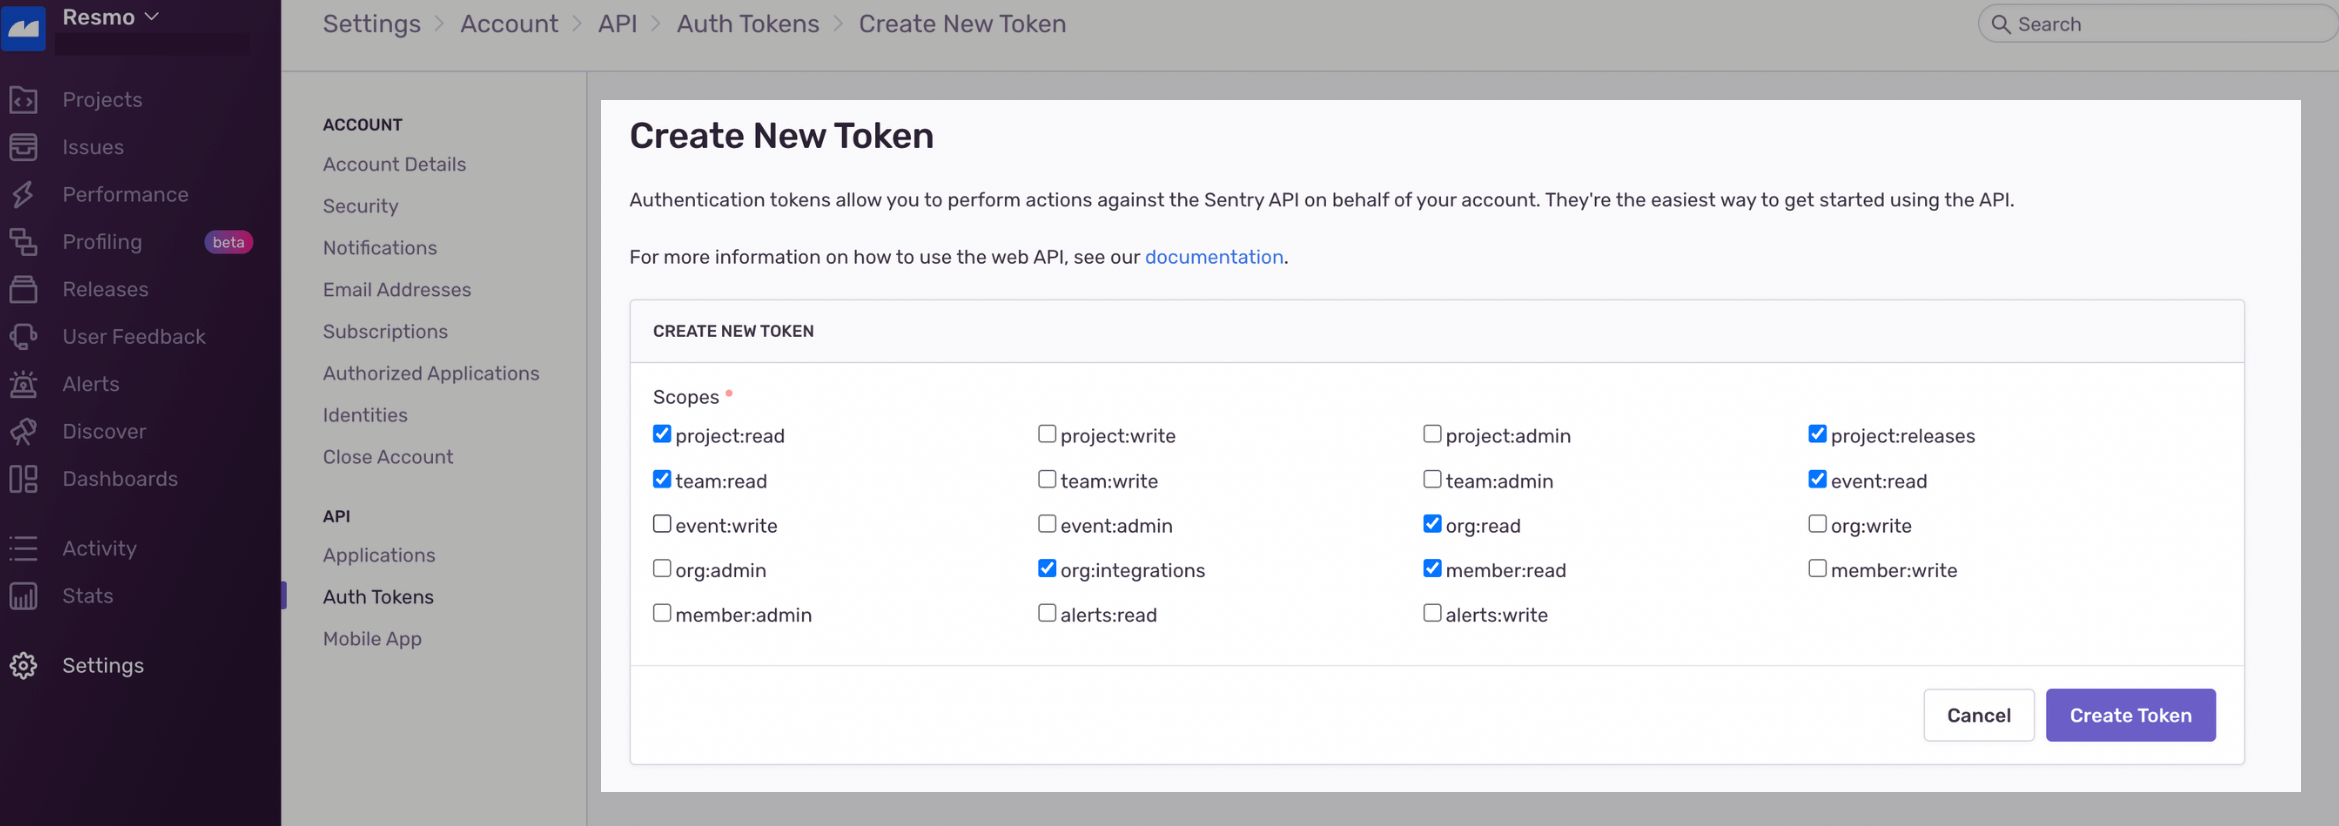 Resmo
Projects
Issues
Performance
Profiling beta
Releases
User Feedback
Alerts
Discover
Dashboards
Activity
Stats
Settings
Settings > Account > API > Auth Tokens > Create New Token
Search
ACCOUNT
Account Details
Security
Notifications
Email Addresses
Subscriptions
Authorized Applications
Identities
Close Account
API
Applications
Auth Tokens
Mobile App
Create New Token
Authentication tokens allow you to perform actions against the Sentry API on behalf of your account. They're the easiest way to get started using the API.
For more information on how to use the web API, see our documentation.
CREATE NEW TOKEN
Scopes
project:read project:write project:admin project:releases
team:read team:write team:admin event:read
event:write event:admin org:read org:write
org:admin org:integrations member:read member:write
member:admin alerts:read alerts:write
Cancel Create Token